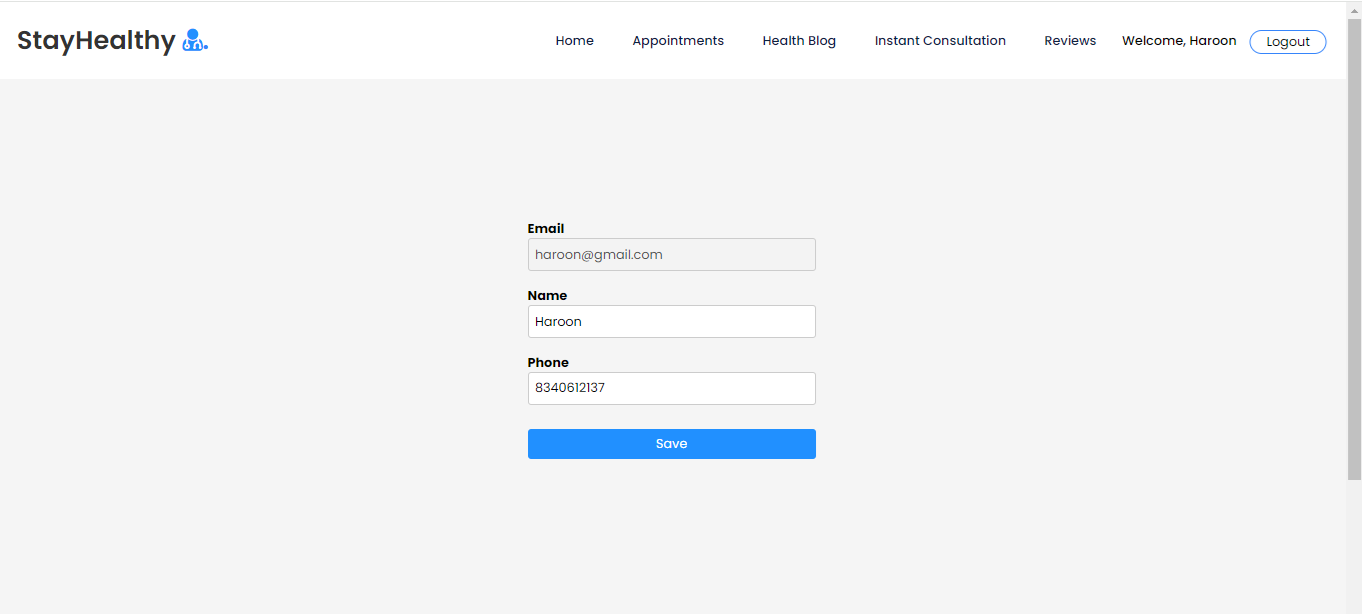 StayHealthy
Home Appointments Health Blog Instant Consultation Reviews Welcome, Haroon Logout
Email
haroon@gmail.com
Name
Haroon
Phone
8340612137
Save